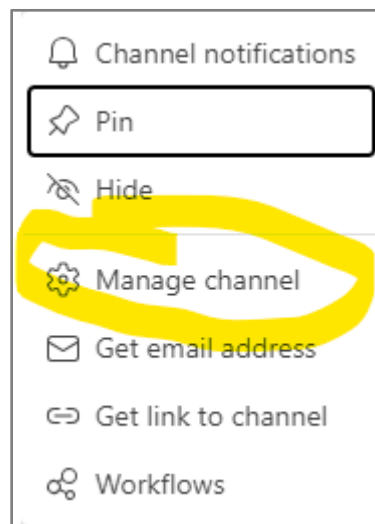 Channel notifications
Pin
Hide
Manage channel
Get email address
Get link to channel
Workflows